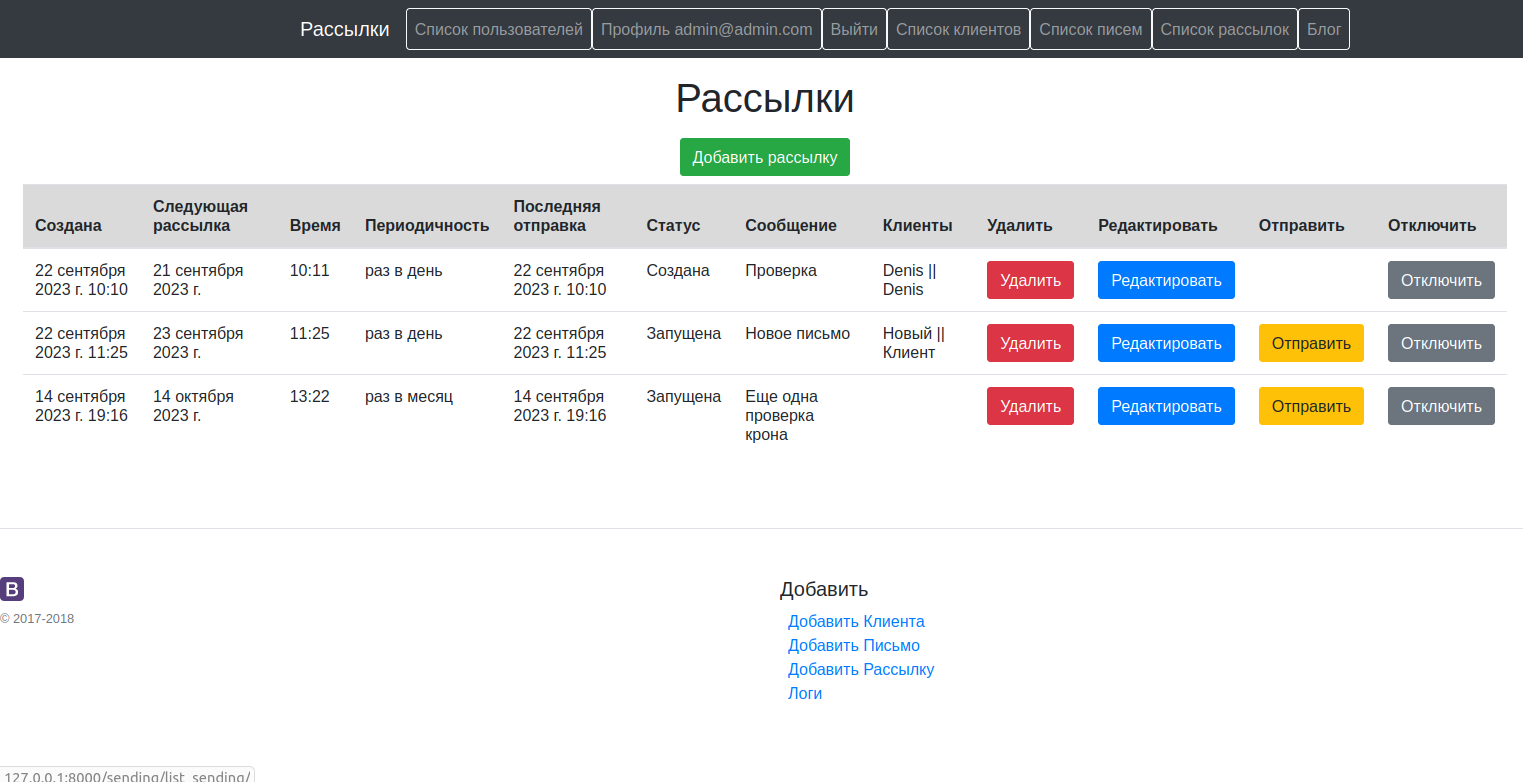 Рассылки Список пользователей Профиль admin@admin.com Выйти Список клиентов Список писем Список рассылок Блог
Рассылки
Добавить рассылку
Создана Следующая рассылка Время Периодичность Последняя отправка Статус Сообщение Клиенты Удалить Редактировать Отправить Отключить
22 сентября 21 сентября 10:11 раз в день 22 сентября Создана Проверка Denis || Удалить Редактировать Отключить
2023 г. 10:10 2023 г. 2023 г. 10:10 Denis
22 сентября 23 сентября 11:25 раз в день 22 сентября Запущена Новое письмо Новый || Удалить Редактировать Отправить Отключить
2023 г. 11:25 2023 г. 2023 г. 11:25 Клиент
14 сентября 14 октября 13:22 раз в месяц 14 сентября Запущена Еще одна Удалить Редактировать Отправить Отключить
2023 г. 19:16 2023 г. 2023 г. 19:16 проверка
крона
B
© 2017-2018
Добавить
Добавить Клиента
Добавить Письмо
Добавить Рассылку
Логи
127.0.0.1:8000/sending/list_sending/